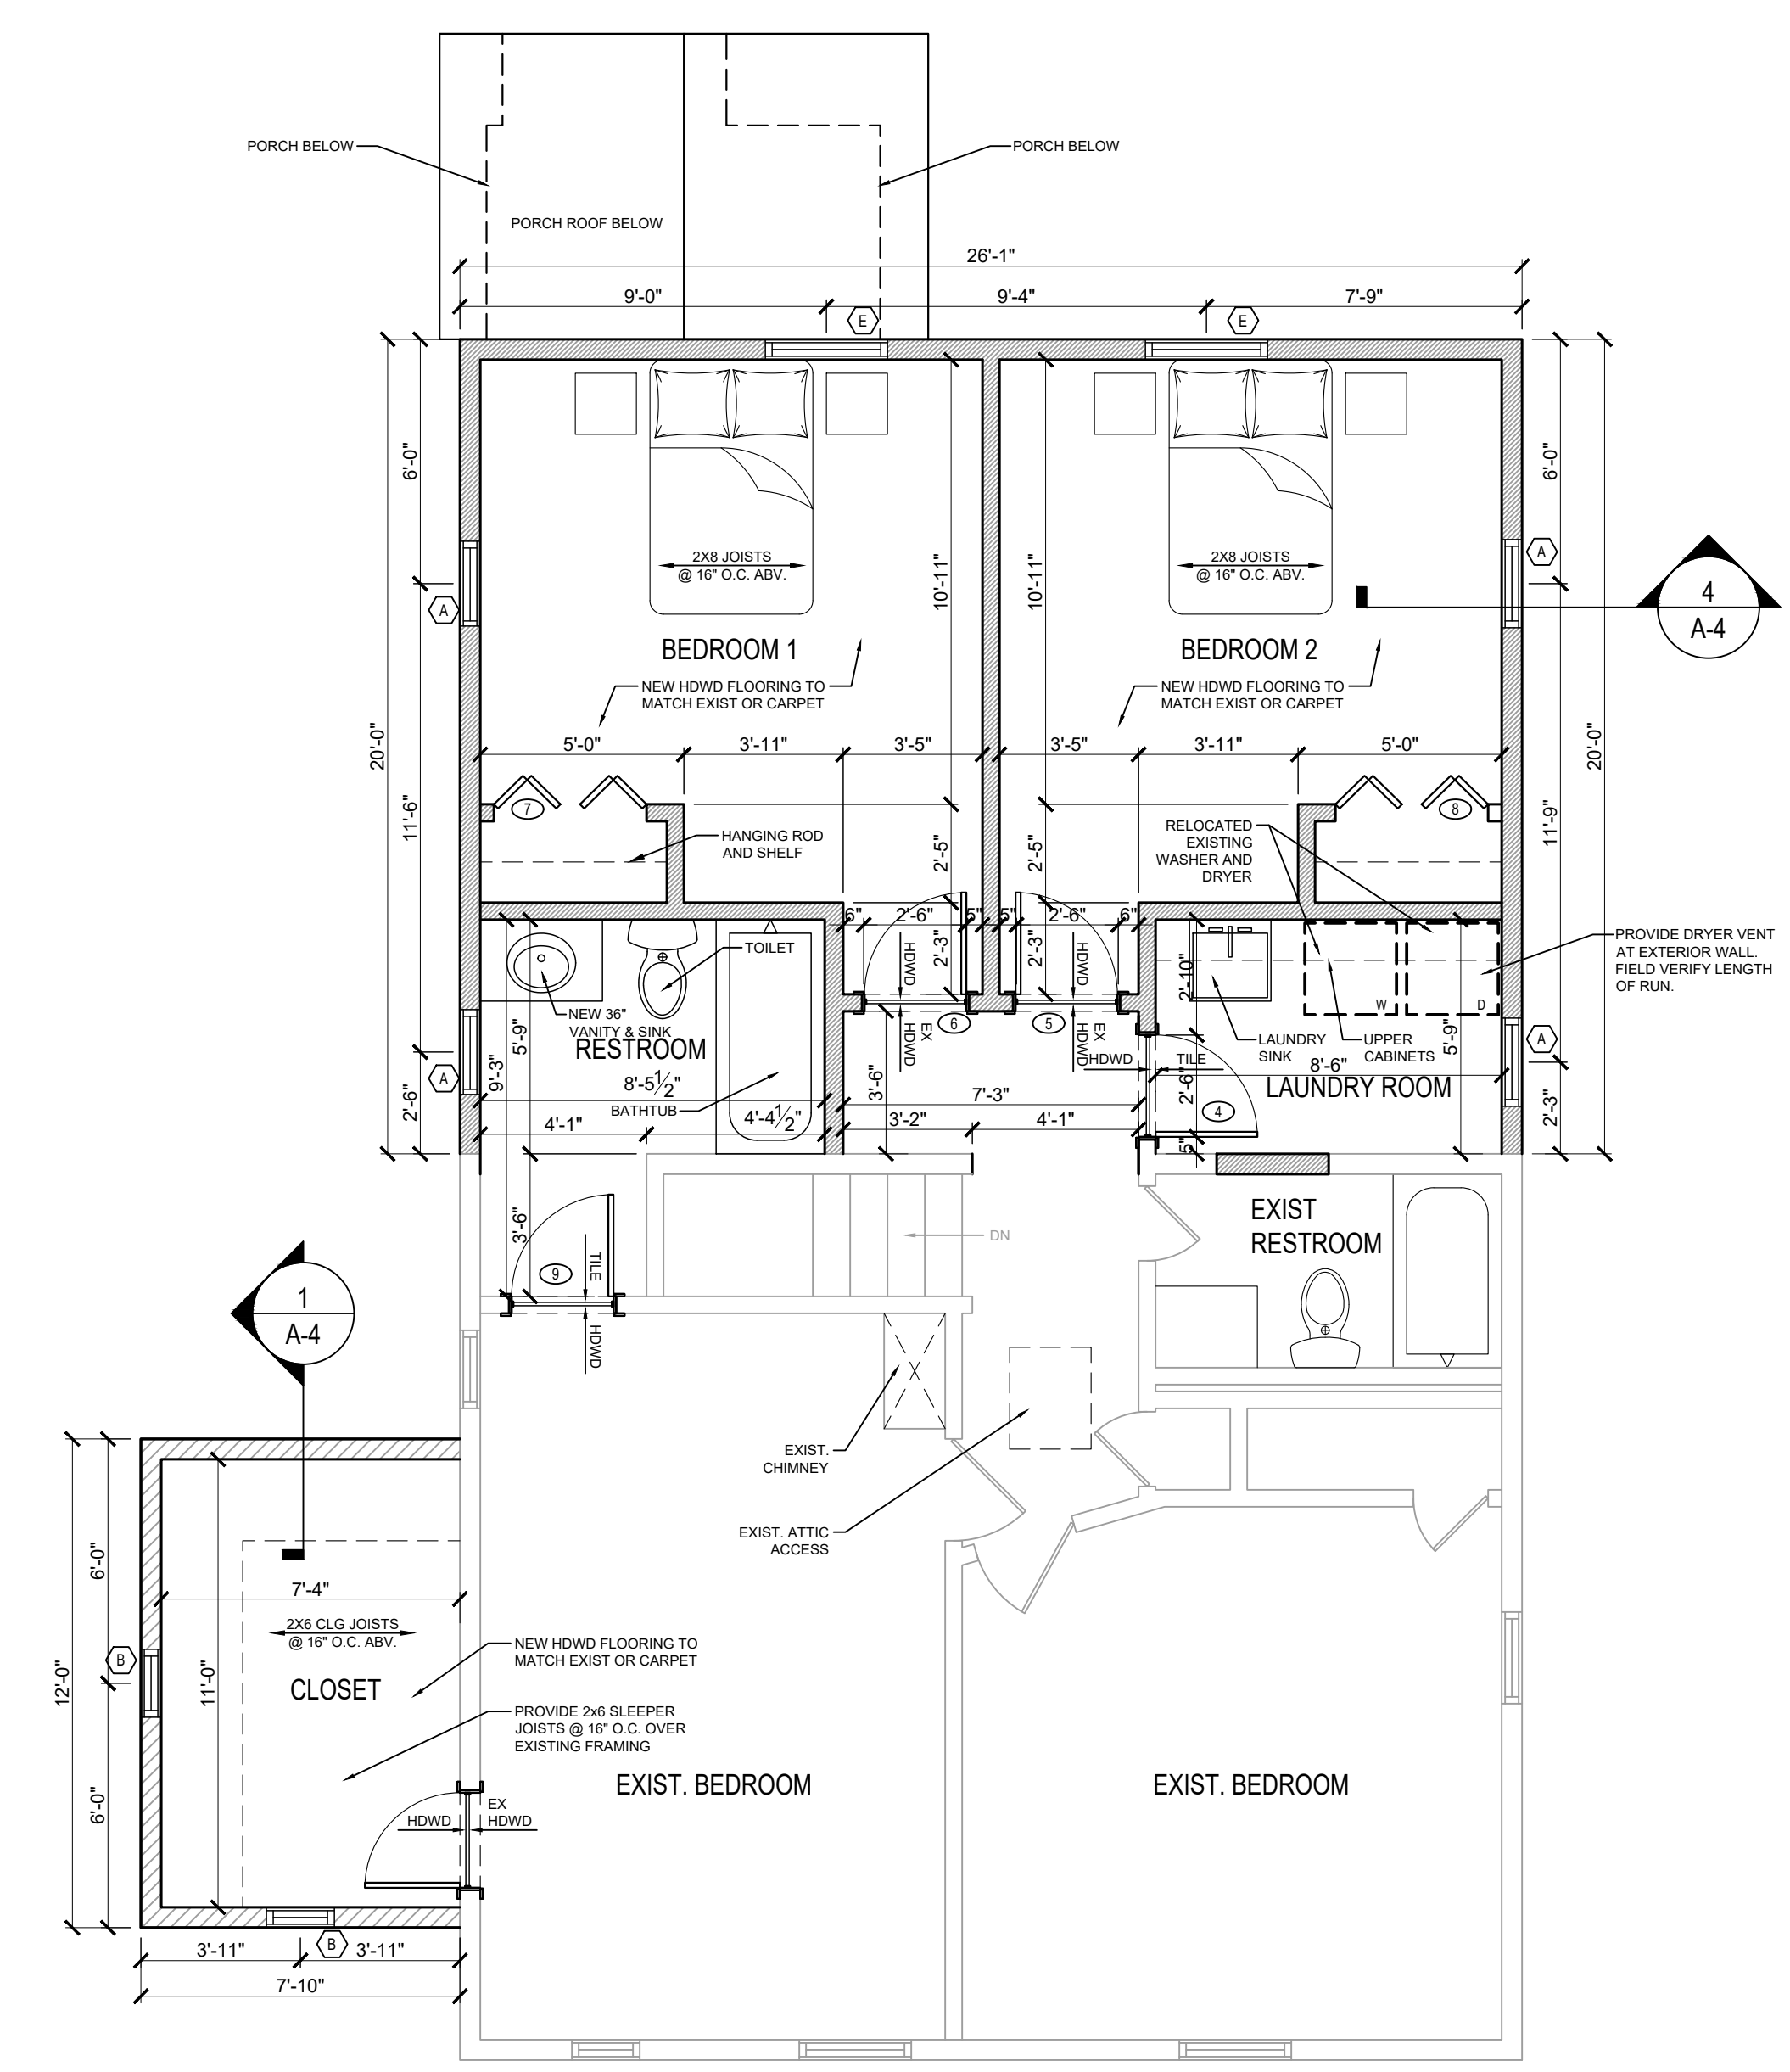 PORCH BELOW
PORCH BELOW
PORCH ROOF BELOW
26'-1"
9'-0"
9'-4"
7'-9"
E
E
6'-0"
6'-0"
20'-0"
20'-0"
11'-6"
11'-9"
2'-6"
2'-3"
A
A
A
A
4
A-4
2X8 JOISTS
@ 16" O.C. ABV.
2X8 JOISTS
@ 16" O.C. ABV.
10'-11"
10'-11"
BEDROOM 1
BEDROOM 2
NEW HDWD FLOORING TO
MATCH EXIST OR CARPET
NEW HDWD FLOORING TO
MATCH EXIST OR CARPET
5'-0"
3'-11"
3'-5"
3'-5"
3'-11"
5'-0"
7
8
HANGING ROD
AND SHELF
2'-5"
2'-5"
RELOCATED
EXISTING
WASHER AND
DRYER
6"
2'-6"
5"
5"
2'-6"
6"
2'-3"
2'-3"
HDWD
HDWD
EX
HDWD
EX
HDWD
6
5
TOILET
NEW 36"
VANITY & SINK
RESTROOM
5'-9"
9'-3"
8'-5 1/2"
BATHTUB
4'-4 1/2"
4'-1"
3'-6"
3'-6"
7'-3"
3'-2"
4'-1"
2'-10"
2'-6"
5"
HDWD
TILE
4
W
D
LAUNDRY
SINK
UPPER
CABINETS
5'-9"
8'-6"
LAUNDRY ROOM
PROVIDE DRYER VENT
AT EXTERIOR WALL.
FIELD VERIFY LENGTH
OF RUN.
EXIST
RESTROOM
DN
9
TILE
HDWD
1
A-4
EXIST.
CHIMNEY
EXIST. ATTIC
ACCESS
12'-0"
6'-0"
6'-0"
11'-0"
7'-4"
2X6 CLG JOISTS
@ 16" O.C. ABV.
CLOSET
B
NEW HDWD FLOORING TO
MATCH EXIST OR CARPET
PROVIDE 2x6 SLEEPER
JOISTS @ 16" O.C. OVER
EXISTING FRAMING
EXIST. BEDROOM
EXIST. BEDROOM
HDWD
EX
HDWD
B
3'-11"
3'-11"
7'-10"